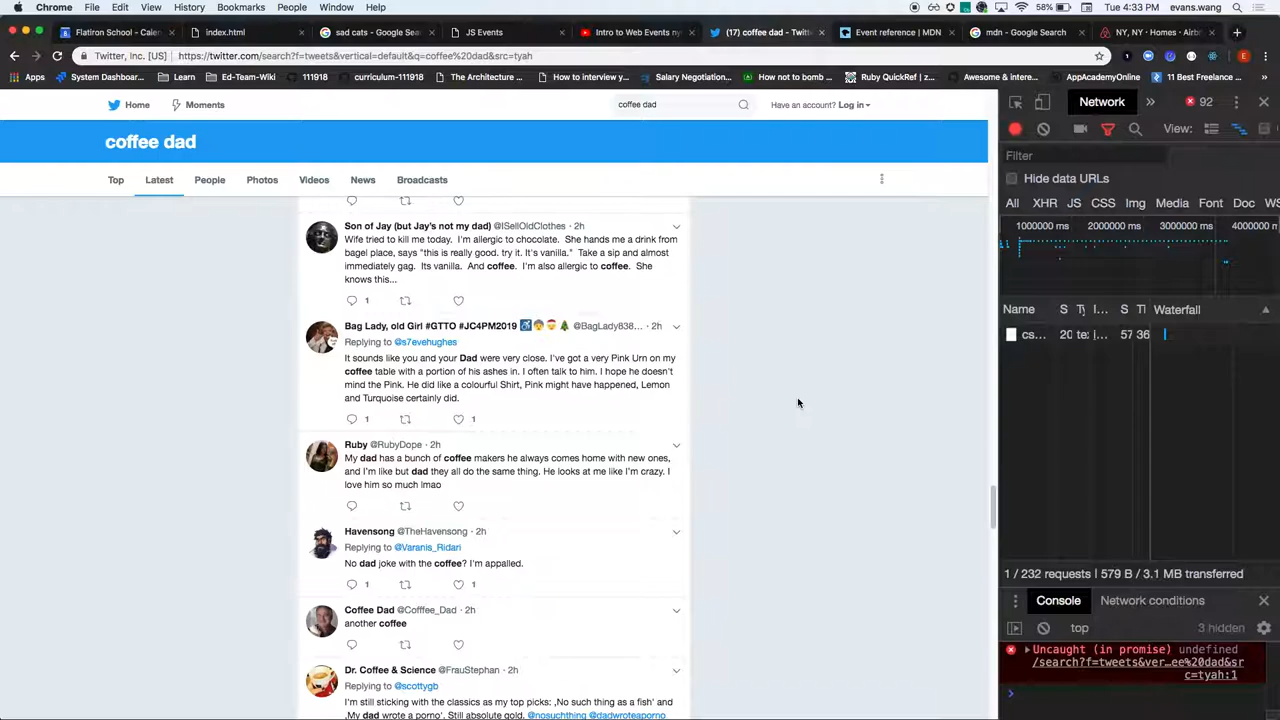 Chrome File Edit View History Bookmarks People Window Help 58% Tue 4:33 PM evans.wang
Flatiron School - Calen index.html sad cats - Google Sear JS Events Intro to Web Events ny (17) coffee dad - Twitt Event reference | MDN mdn - Google Search NY, NY · Homes · Airb
Twitter, Inc. [US] https://twitter.com/search?f=tweets&vertical=default&q=coffee%20dad&src=tyah
Apps System Dashboar... Learn Ed-Team-Wiki 111918 curriculum-111918 The Architecture ... How to interview y... Salary Negotiation... How not to bomb ... Ruby QuickRef | z... Awesome & intere... AppAcademyOnline 11 Best Freelance ...
Home Moments coffee dad Have an account? Log in
coffee dad
Top Latest People Photos Videos News Broadcasts
Son of Jay (but Jay's not my dad) @ISellOldClothes · 2h
Wife tried to kill me today. I'm allergic to chocolate. She hands me a drink from
bagel place, says "this is really good. try it. It's vanilla." Take a sip and almost
immediately gag. Its vanilla. And coffee. I'm also allergic to coffee. She
knows this...
1
Bag Lady, old Girl #GTTO #JC4PM2019 @BagLady838... · 2h
Replying to @s7evehughes
It sounds like you and your Dad were very close. I've got a very Pink Urn on my
coffee table with a portion of his ashes in. I often talk to him. I hope he doesn't
mind the Pink. He did like a colourful Shirt, Pink might have happened, Lemon
and Turquoise certainly did.
1 1
Ruby @RubyDope · 2h
My dad has a bunch of coffee makers he always comes home with new ones,
and I'm like but dad they all do the same thing. He looks at me like I'm crazy. I
love him so much lmao
Havensong @TheHavensong · 2h
Replying to @Varanis_Ridari
No dad joke with the coffee? I'm appalled.
1 1
Coffee Dad @Cofffee_Dad · 2h
another coffee
Dr. Coffee & Science @FrauStephan · 2h
Replying to @scottygb
I'm still sticking with the classics as my top picks: ‚No such thing as a fish' and
‚My dad wrote a porno'. Still absolute gold. @nosuchthing @dadwroteaporno
Network » 92
View:
Filter
Hide data URLs
All XHR JS CSS Img Media Font Doc WS
1000000 ms 2000000 ms 3000000 ms 4000000 m
Name S Ty I... S Ti Waterfall
cs... 20 te: i... 57 36
1 / 232 requests | 579 B / 3.1 MB transferred
Console Network conditions
top 3 hidden
Uncaught (in promise) undefined
/search?f=tweets&ver…ee%20dad&sr
c=tyah:1